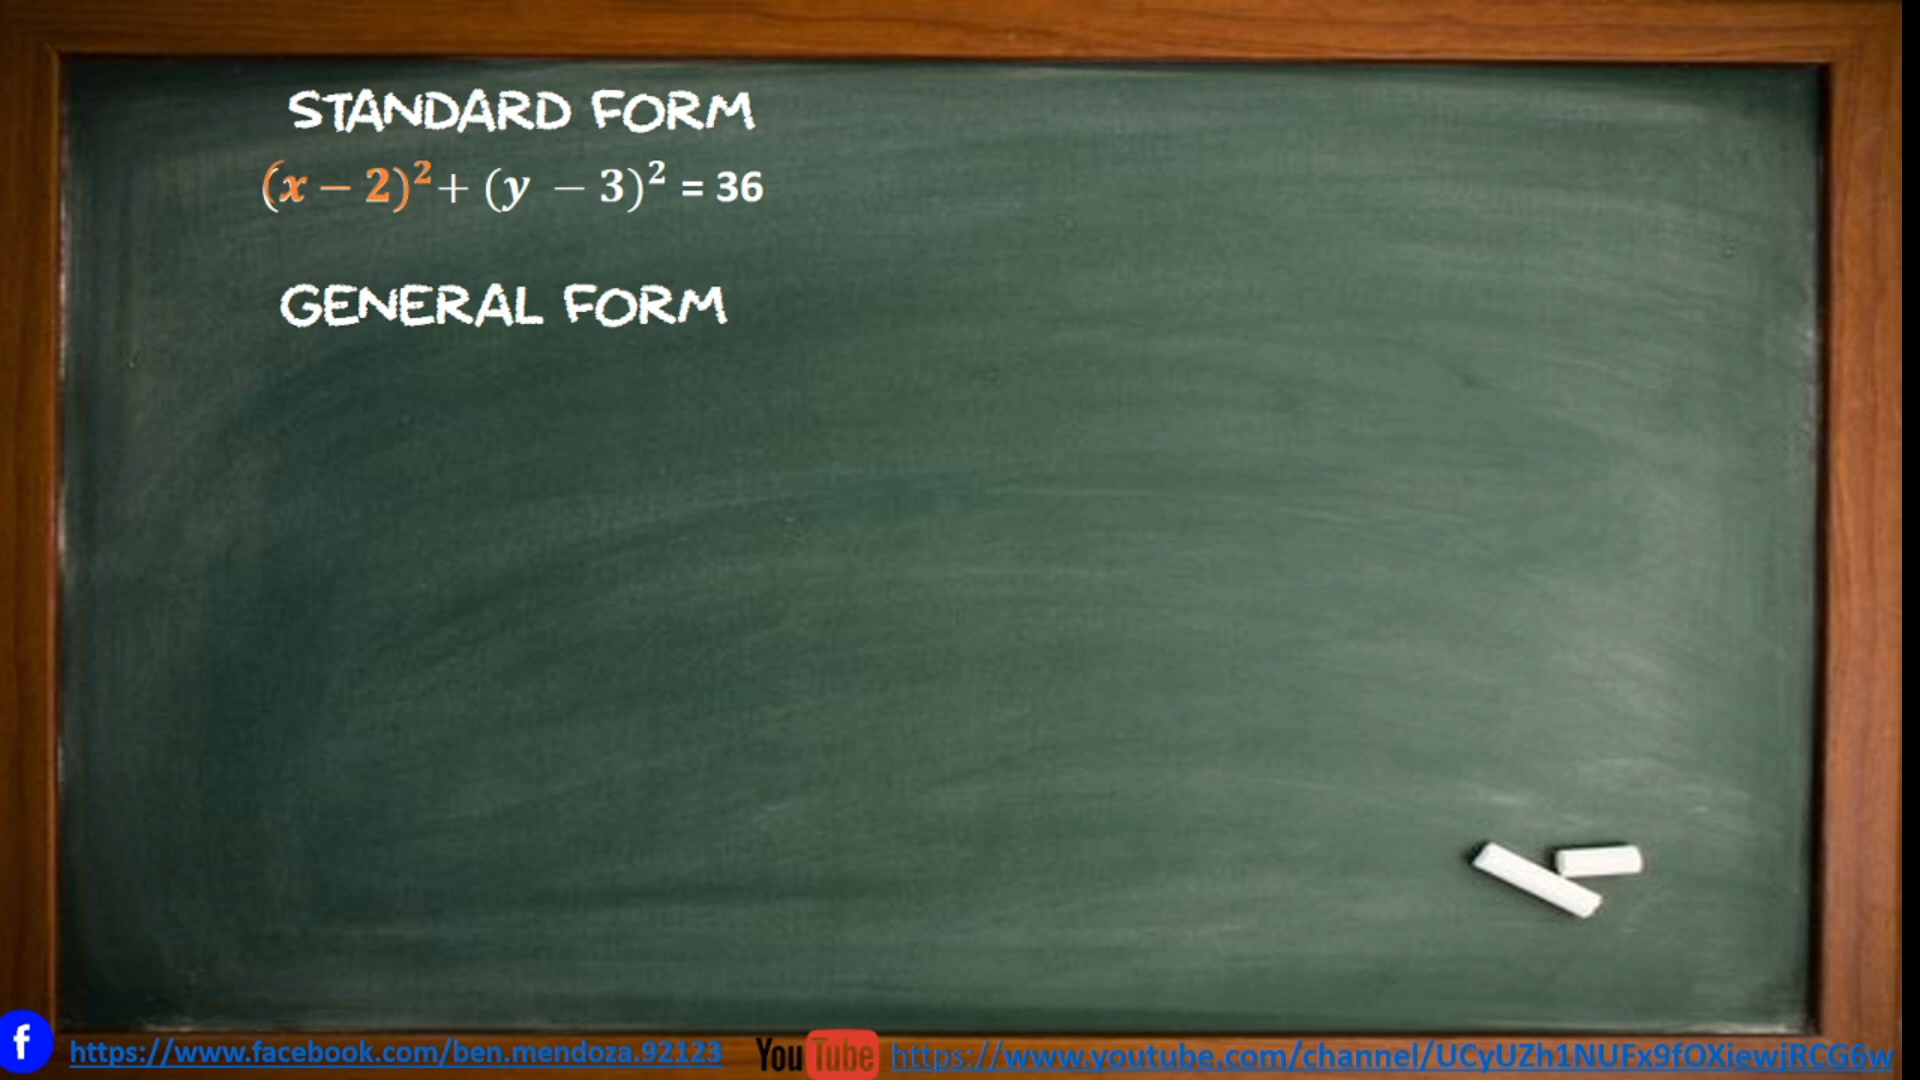 STANDARD FORM
(x − 2)² + (y − 3)² = 36
GENERAL FORM
f https://www.facebook.com/ben.mendoza.92123 YouTube https://www.youtube.com/channel/UCyUZh1NUFx9fOXiewjRCG6w